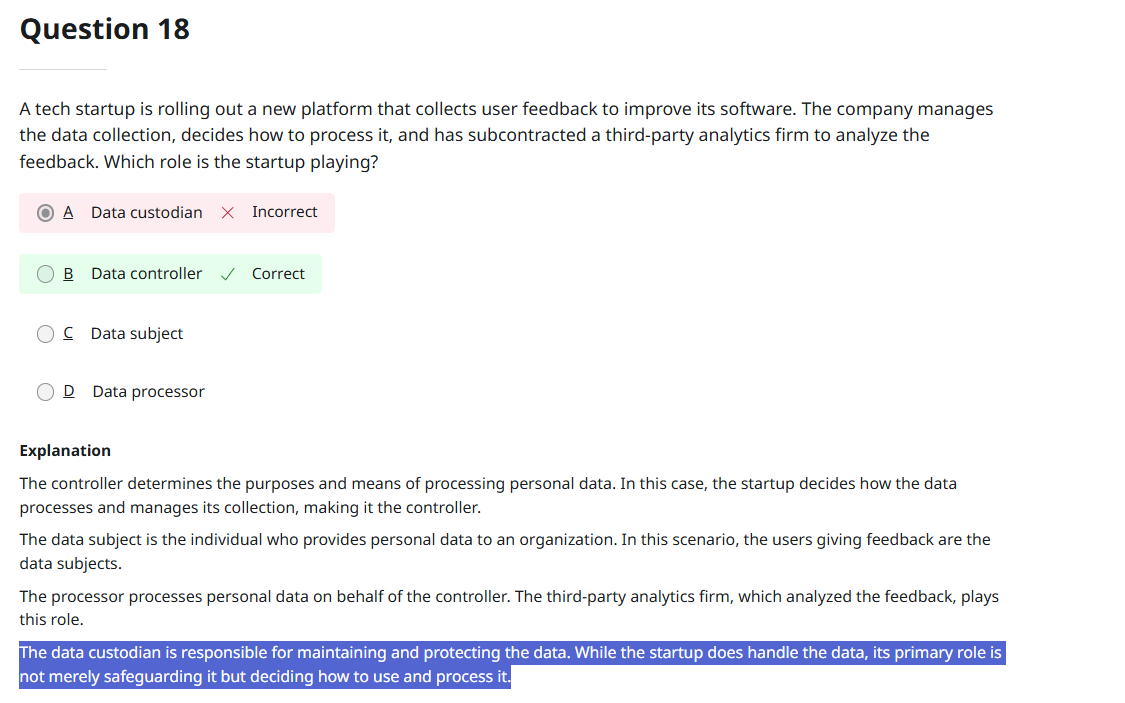 Question 18
A tech startup is rolling out a new platform that collects user feedback to improve its software. The company manages
the data collection, decides how to process it, and has subcontracted a third-party analytics firm to analyze the
feedback. Which role is the startup playing?
A Data custodian ✕ Incorrect
B Data controller ✓ Correct
C Data subject
D Data processor
Explanation
The controller determines the purposes and means of processing personal data. In this case, the startup decides how the data
processes and manages its collection, making it the controller.
The data subject is the individual who provides personal data to an organization. In this scenario, the users giving feedback are the
data subjects.
The processor processes personal data on behalf of the controller. The third-party analytics firm, which analyzed the feedback, plays
this role.
The data custodian is responsible for maintaining and protecting the data. While the startup does handle the data, its primary role is
not merely safeguarding it but deciding how to use and process it.